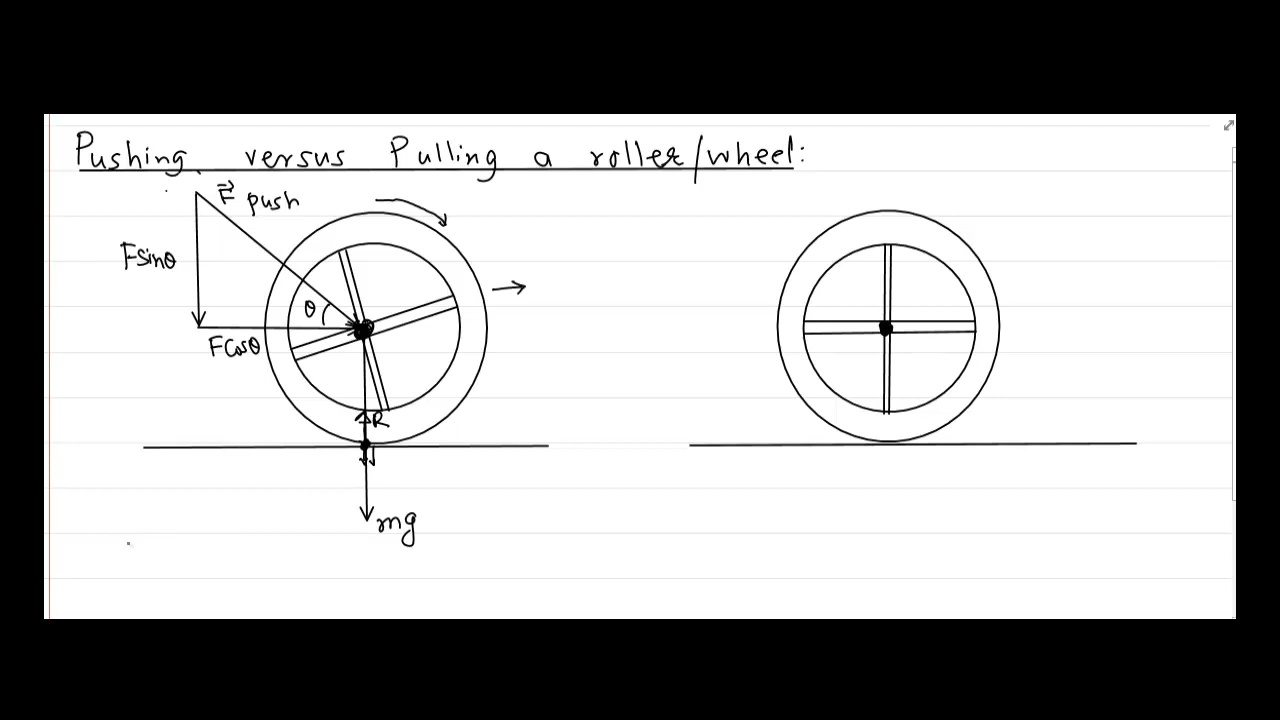 Pushing versus Pulling a roller/wheel:
F⃗ push
Fsinθ
θ
Fcosθ
R
mg